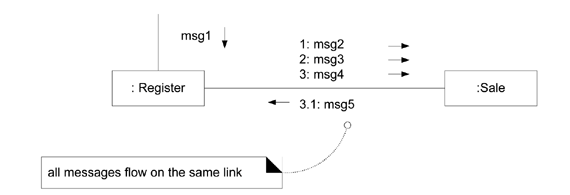 msg1
1: msg2
2: msg3
3: msg4
: Register
:Sale
3.1: msg5
all messages flow on the same link